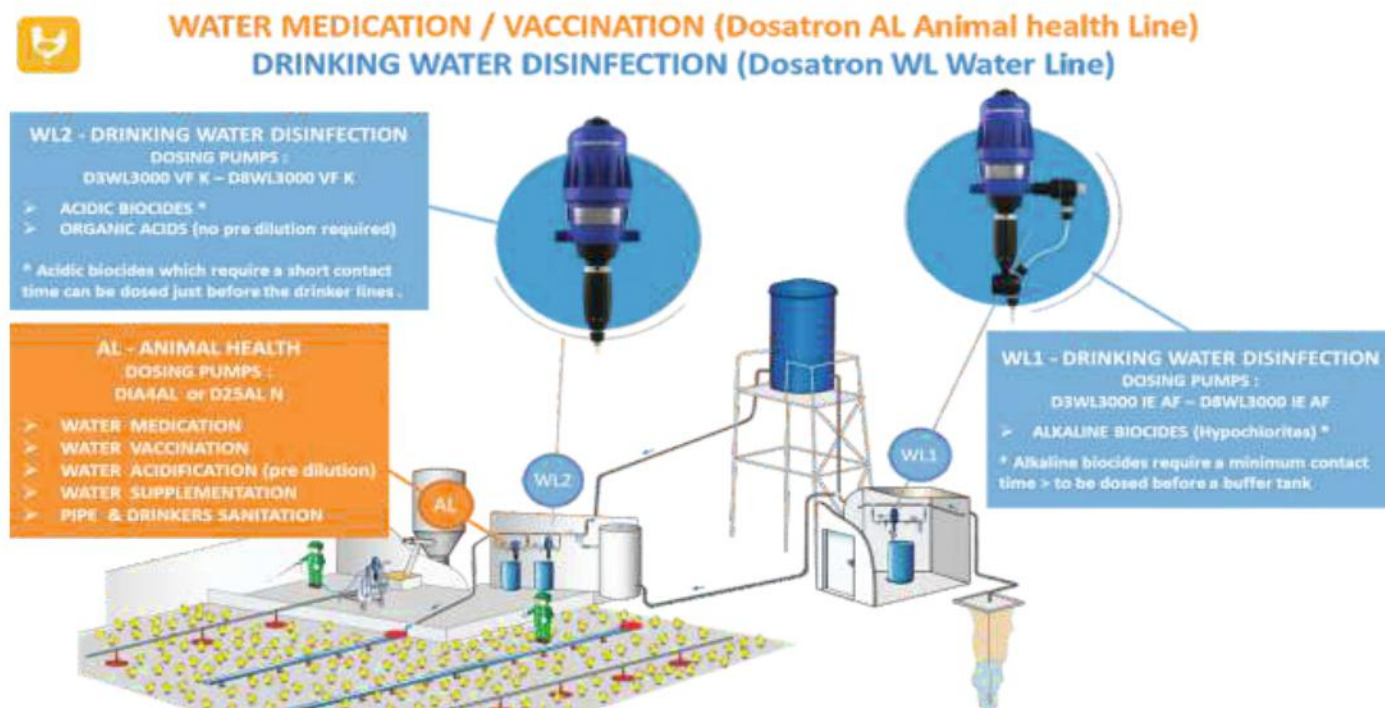 WATER MEDICATION / VACCINATION (Dosatron AL Animal health Line)
DRINKING WATER DISINFECTION (Dosatron WL Water Line)
WL2 - DRINKING WATER DISINFECTION
DOSING PUMPS :
D3WL3000 VF K – D8WL3000 VF K
➢ ACIDIC BIOCIDES *
➢ ORGANIC ACIDS (no pre dilution required)
* Acidic biocides which require a short contact
time can be dosed just before the drinker lines .
AL - ANIMAL HEALTH
DOSING PUMPS :
DIA4AL or D25AL N
➢ WATER MEDICATION
➢ WATER VACCINATION
➢ WATER ACIDIFICATION (pre dilution)
➢ WATER SUPPLEMENTATION
➢ PIPE & DRINKERS SANITATION
WL1 - DRINKING WATER DISINFECTION
DOSING PUMPS :
D3WL3000 IE AF – D8WL3000 IE AF
➢ ALKALINE BIOCIDES (Hypochlorites) *
* Alkaline biocides require a minimum contact
time > to be dosed before a buffer tank
AL
WL2
WL1